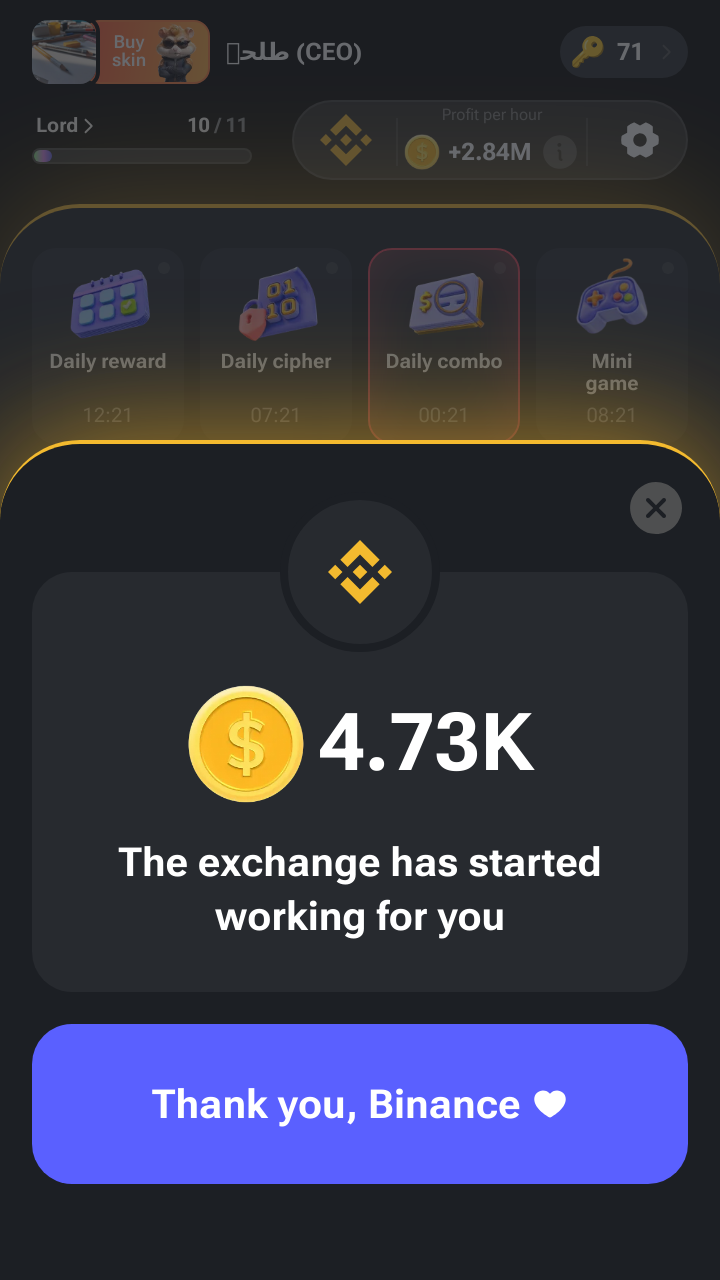 Buy
skin
طلحہ (CEO)
71
Lord
10 / 11
Profit per hour
+2.84M
Daily reward
12:21
Daily cipher
07:21
Daily combo
00:21
Mini
game
08:21
4.73K
The exchange has started
working for you
Thank you, Binance